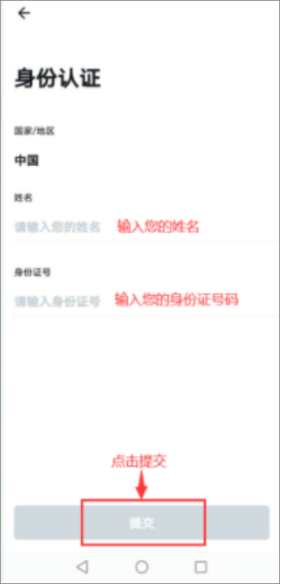 身份认证
国家/地区
中国
姓名
请输入您的姓名 输入您的姓名
身份证号
请输入身份证号 输入您的身份证号码
点击提交
提交